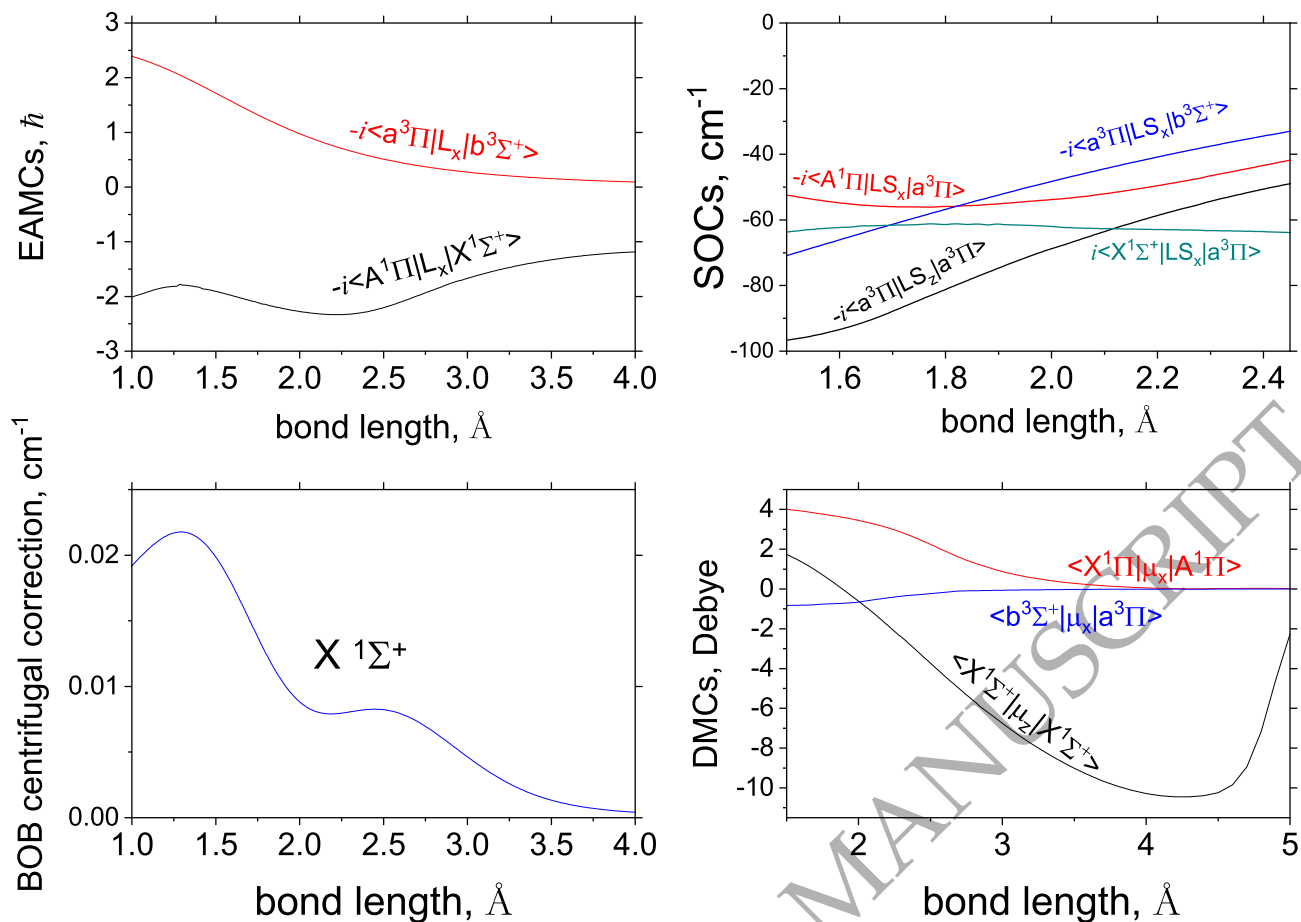 EAMCs, ħ
3
2
1
0
-1
-2
-3
-i<a³Π|Lₓ|b³Σ⁺>
-i<A¹Π|Lₓ|X¹Σ⁺>
1.0 1.5 2.0 2.5 3.0 3.5 4.0
bond length, Å
SOCs, cm⁻¹
0
-20
-40
-60
-80
-100
-i<a³Π|LSₓ|b³Σ⁺>
-i<A¹Π|LSₓ|a³Π>
i<X¹Σ⁺|LSₓ|a³Π>
-i<a³Π|LS_z|a³Π>
1.6 1.8 2.0 2.2 2.4
bond length, Å
BOB centrifugal correction, cm⁻¹
0.02
0.01
0.00
X ¹Σ⁺
1.0 1.5 2.0 2.5 3.0 3.5 4.0
bond length, Å
DMCs, Debye
4
2
0
-2
-4
-6
-8
-10
<X¹Π|μₓ|A¹Π>
<b³Σ⁺|μₓ|a³Π>
<X¹Σ⁺|μ_z|X¹Σ⁺>
2 3 4 5
bond length, Å
MANUSCRIPT